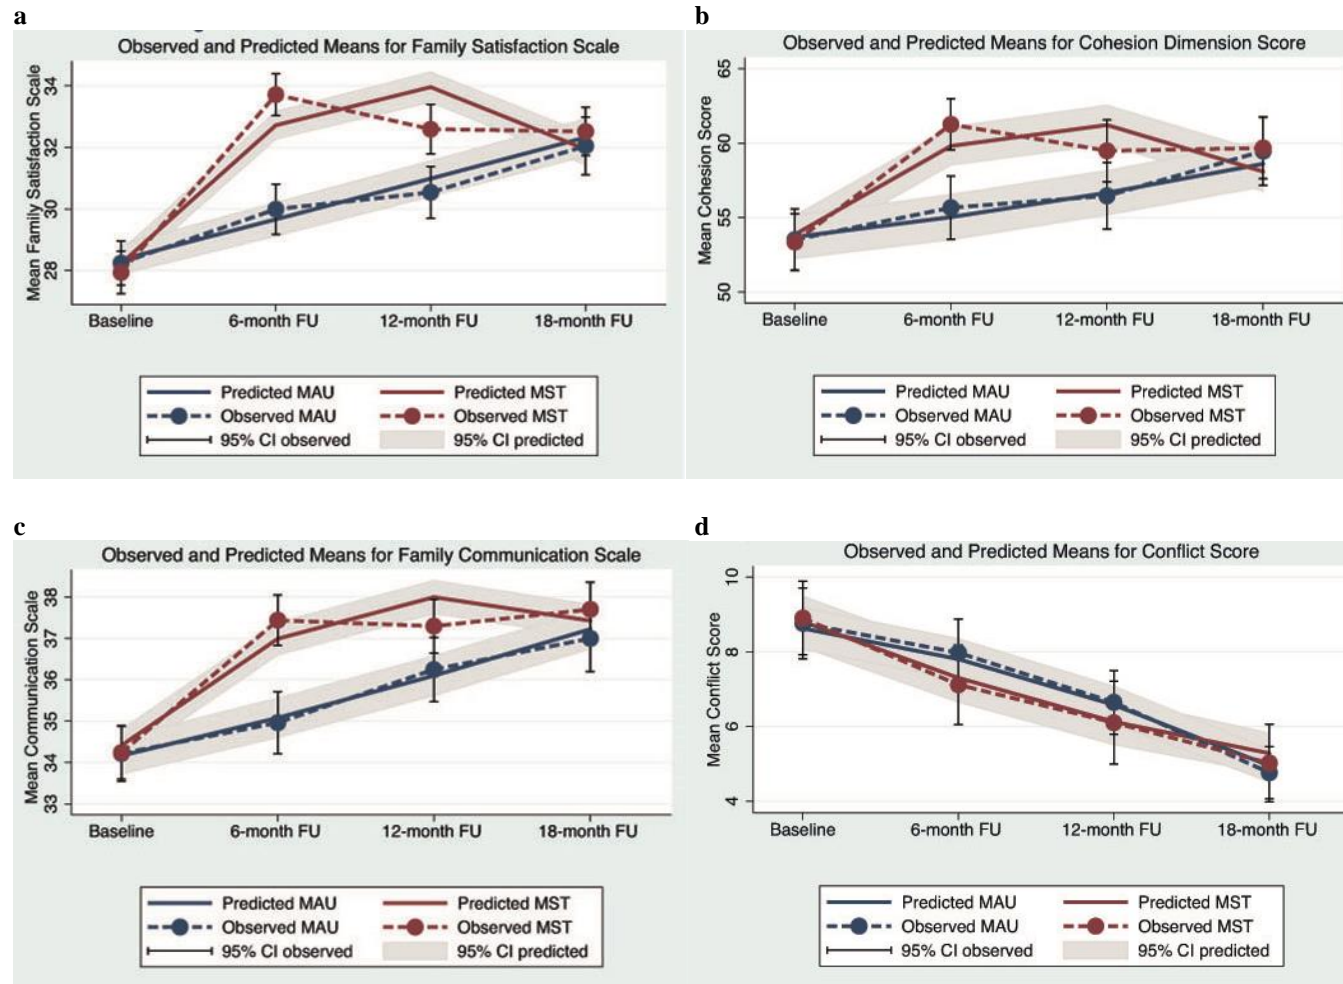 a
Observed and Predicted Means for Family Satisfaction Scale
Mean Family Satisfaction Scale
34
32
30
28
Baseline 6-month FU 12-month FU 18-month FU
Predicted MAU Predicted MST
Observed MAU Observed MST
95% CI observed 95% CI predicted
b
Observed and Predicted Means for Cohesion Dimension Score
Mean Cohesion Score
65
60
55
50
Baseline 6-month FU 12-month FU 18-month FU
Predicted MAU Predicted MST
Observed MAU Observed MST
95% CI observed 95% CI predicted
c
Observed and Predicted Means for Family Communication Scale
Mean Communication Scale
38
37
36
35
34
33
Baseline 6-month FU 12-month FU 18-month FU
Predicted MAU Predicted MST
Observed MAU Observed MST
95% CI observed 95% CI predicted
d
Observed and Predicted Means for Conflict Score
Mean Conflict Score
10
8
6
4
Baseline 6-month FU 12-month FU 18-month FU
Predicted MAU Predicted MST
Observed MAU Observed MST
95% CI observed 95% CI predicted